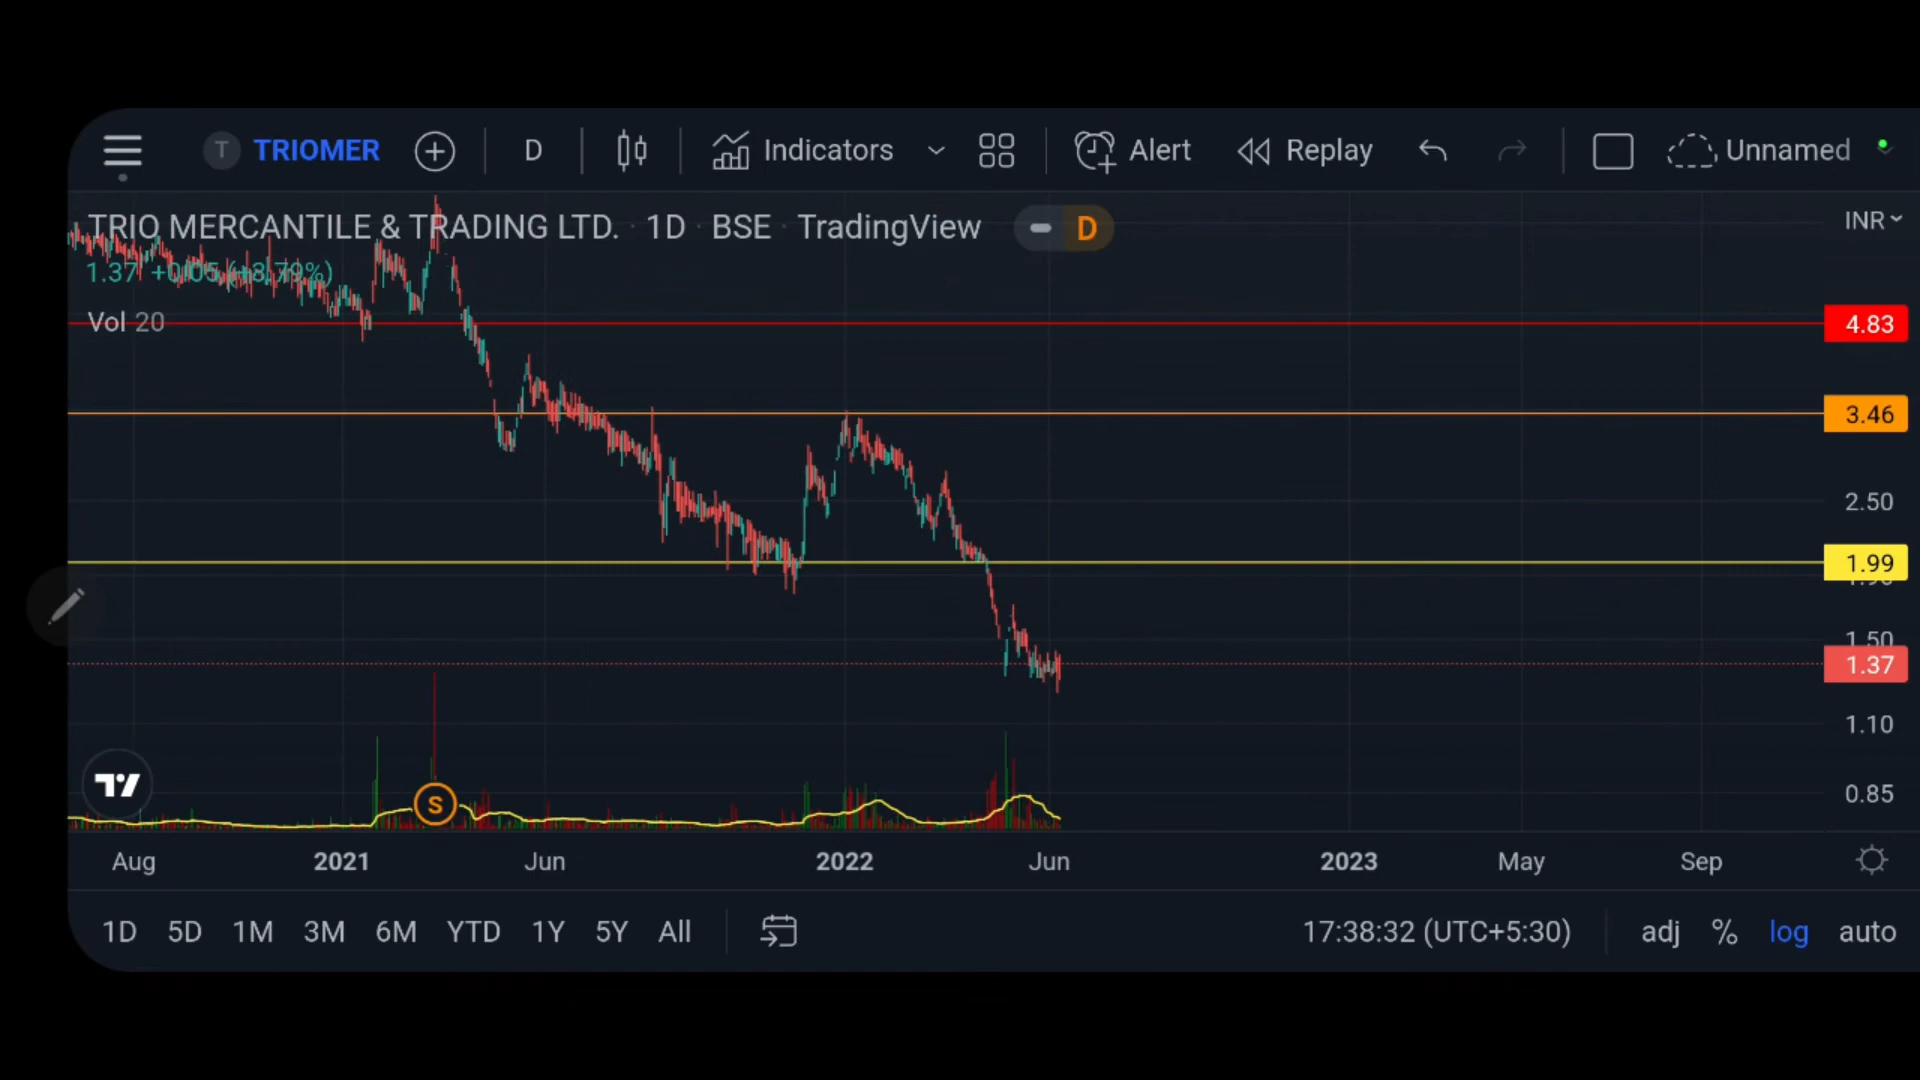 T TRIOMER D Indicators Alert Replay Unnamed
TRIO MERCANTILE & TRADING LTD. · 1D · BSE · TradingView D
INR
1.37 +0.05 (+3.79%)
Vol 20
4.83
3.46
2.50
1.99
1.90
1.50
1.37
1.10
0.85
S
Aug 2021 Jun 2022 Jun 2023 May Sep
1D 5D 1M 3M 6M YTD 1Y 5Y All 17:38:32 (UTC+5:30) adj % log auto